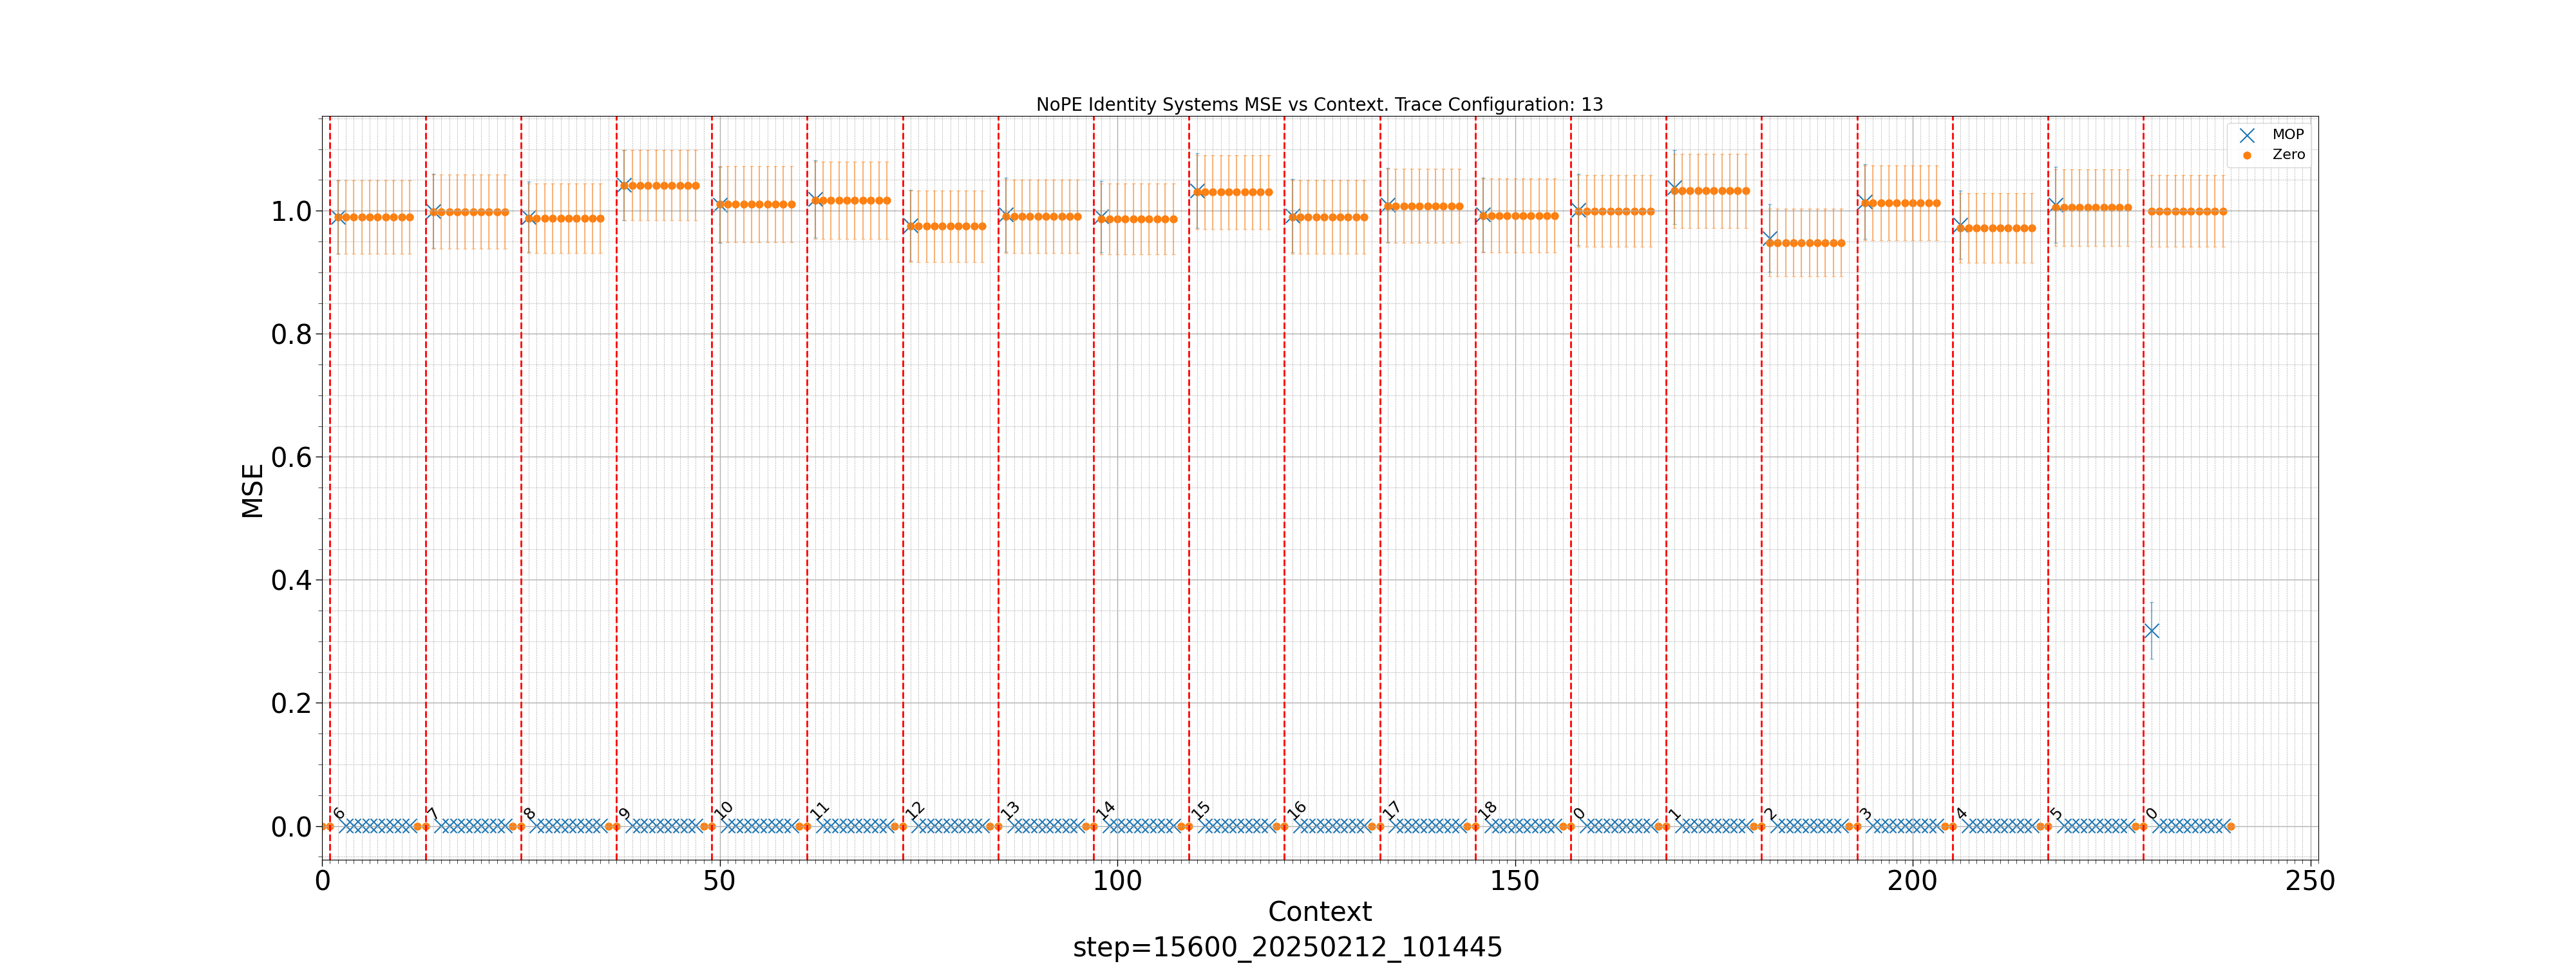 NoPE Identity Systems MSE vs Context. Trace Configuration: 13
MOP
Zero
MSE
1.0
0.8
0.6
0.4
0.2
0.0
6 7 8 9 10 11 12 13 14 15 16 17 18 0 1 2 3 4 5 0
0 50 100 150 200 250
Context
step=15600_20250212_101445